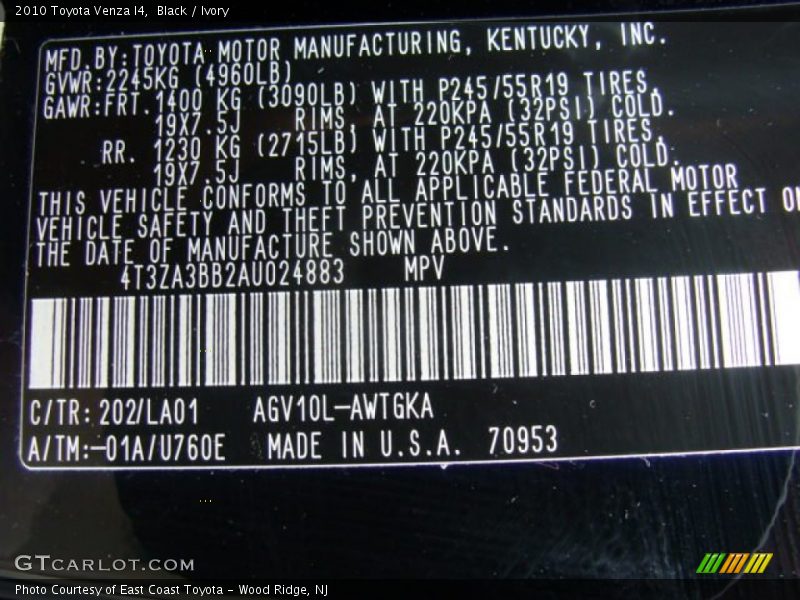 2010 Toyota Venza I4,  Black / Ivory
MFD.BY:TOYOTA MOTOR MANUFACTURING, KENTUCKY, INC.
GVWR:2245KG (4960LB)
GAWR:FRT.1400 KG (3090LB) WITH P245/55R19 TIRES,
19X7.5J RIMS, AT 220KPA (32PSI) COLD.
RR. 1230 KG (2715LB) WITH P245/55R19 TIRES,
19X7.5J RIMS, AT 220KPA (32PSI) COLD.
THIS VEHICLE CONFORMS TO ALL APPLICABLE FEDERAL MOTOR
VEHICLE SAFETY AND THEFT PREVENTION STANDARDS IN EFFECT ON
THE DATE OF MANUFACTURE SHOWN ABOVE.
4T3ZA3BB2AU024883 MPV
C/TR:202/LA01 AGV10L-AWTGKA
A/TM:-01A/U760E MADE IN U.S.A. 70953
GTCARLOT.COM
Photo Courtesy of East Coast Toyota – Wood Ridge, NJ